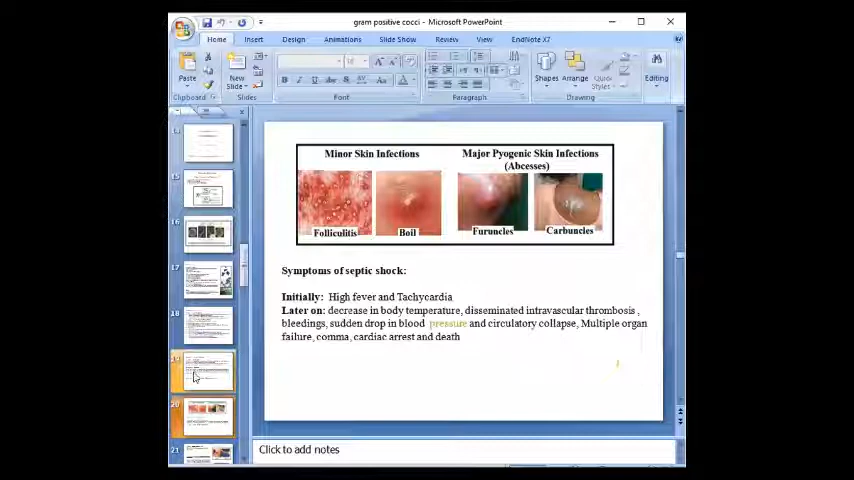 gram positive cocci - Microsoft PowerPoint
Home Insert Design Animations Slide Show Review View EndNote X7
Paste New Slide Shapes Arrange Quick Styles Editing
Clipboard Slides Font Paragraph Drawing
Minor Skin Infections
Major Pyogenic Skin Infections
(Abcesses)
Folliculitis Boil Furuncles Carbuncles
Symptoms of septic shock:
Initially: High fever and Tachycardia
Later on: decrease in body temperature, disseminated intravascular thrombosis ,
bleedings, sudden drop in blood pressure and circulatory collapse, Multiple organ
failure, comma, cardiac arrest and death
15
16
17
18
19
20
21
Click to add notes